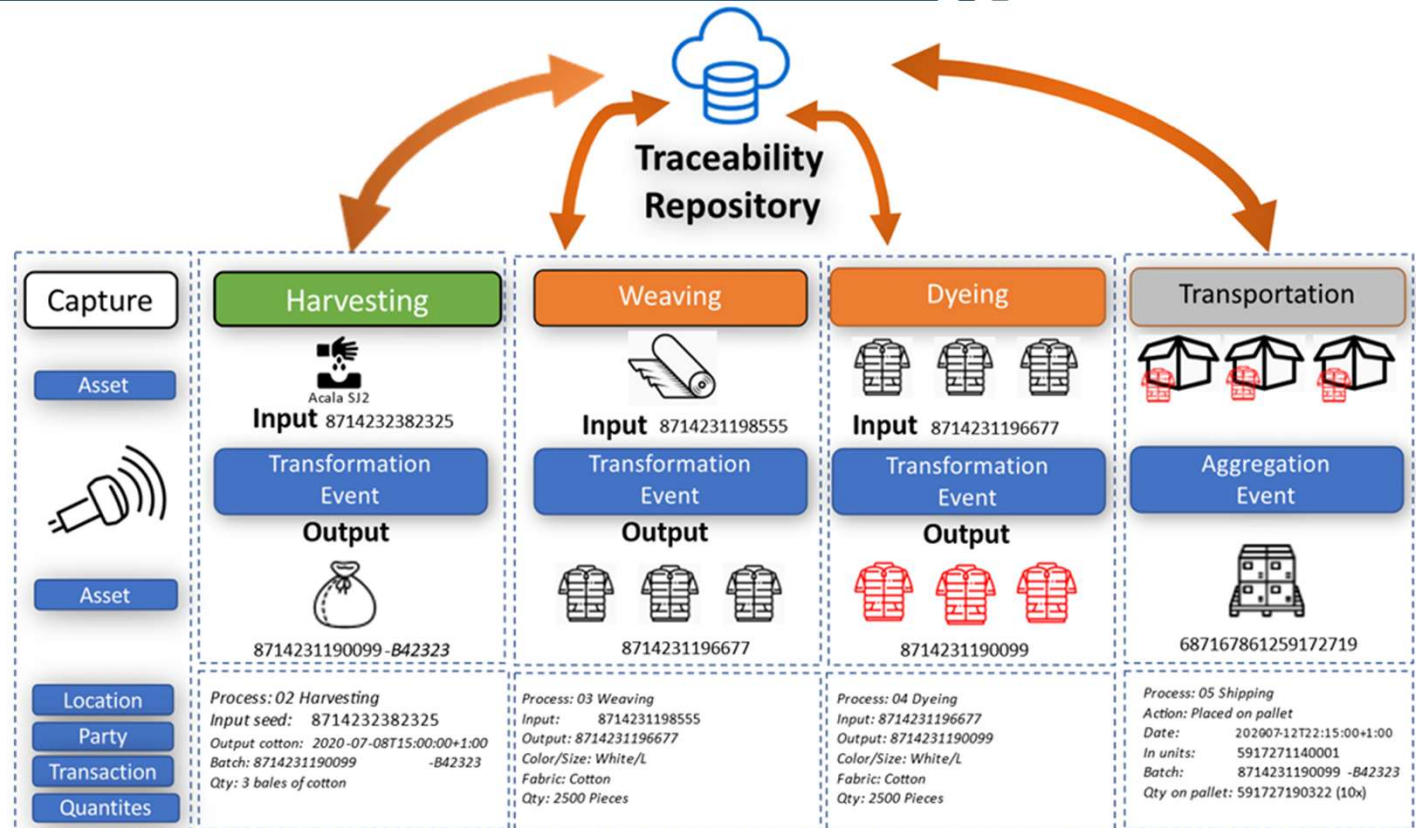 Traceability
Repository
Capture
Asset
Asset
Location
Party
Transaction
Quantites
Harvesting
Acala SJ2
Input 8714232382325
Transformation
Event
Output
8714231190099 -B42323
Process: 02 Harvesting
Input seed: 8714232382325
Output cotton: 2020-07-08T15:00:00+1:00
Batch: 8714231190099 -B42323
Qty: 3 bales of cotton
Weaving
Input 8714231198555
Transformation
Event
Output
8714231196677
Process: 03 Weaving
Input: 8714231198555
Output: 8714231196677
Color/Size: White/L
Fabric: Cotton
Qty: 2500 Pieces
Dyeing
Input 8714231196677
Transformation
Event
Output
8714231190099
Process: 04 Dyeing
Input: 8714231196677
Output: 8714231190099
Color/Size: White/L
Fabric: Cotton
Qty: 2500 Pieces
Transportation
Aggregation
Event
687167861259172719
Process: 05 Shipping
Action: Placed on pallet
Date: 202007-12T22:15:00+1:00
In units: 5917271140001
Batch: 8714231190099 -B42323
Qty on pallet: 591727190322 (10x)